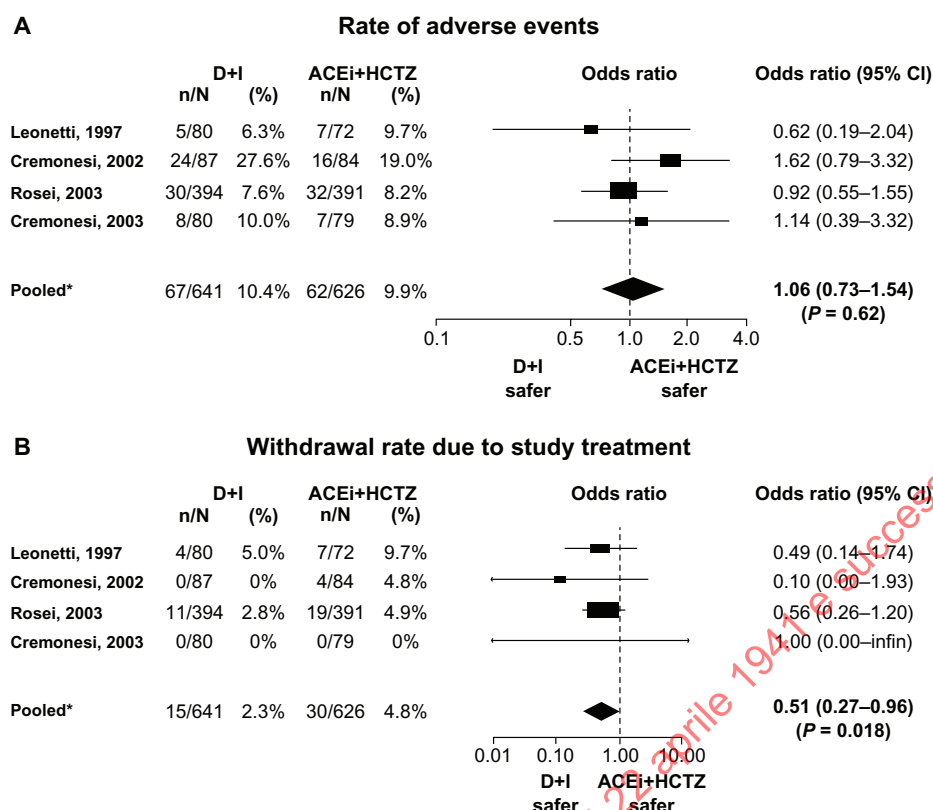 A Rate of adverse events
D+I ACEi+HCTZ Odds ratio Odds ratio (95% CI)
n/N (%) n/N (%)
Leonetti, 1997 5/80 6.3% 7/72 9.7% 0.62 (0.19–2.04)
Cremonesi, 2002 24/87 27.6% 16/84 19.0% 1.62 (0.79–3.32)
Rosei, 2003 30/394 7.6% 32/391 8.2% 0.92 (0.55–1.55)
Cremonesi, 2003 8/80 10.0% 7/79 8.9% 1.14 (0.39–3.32)
Pooled* 67/641 10.4% 62/626 9.9% 1.06 (0.73–1.54)
(P = 0.62)
0.1 0.5 1.0 2.0 4.0
D+I ACEi+HCTZ
safer safer
B Withdrawal rate due to study treatment
D+I ACEi+HCTZ Odds ratio Odds ratio (95% CI)
n/N (%) n/N (%)
Leonetti, 1997 4/80 5.0% 7/72 9.7% 0.49 (0.14–1.74)
Cremonesi, 2002 0/87 0% 4/84 4.8% 0.10 (0.00–1.93)
Rosei, 2003 11/394 2.8% 19/391 4.9% 0.56 (0.26–1.20)
Cremonesi, 2003 0/80 0% 0/79 0% 1.00 (0.00–infin)
Pooled* 15/641 2.3% 30/626 4.8% 0.51 (0.27–0.96)
(P = 0.018)
0.01 0.10 1.00 10.00
D+I ACEi+HCTZ
safer safer
22 aprile 1941 e success